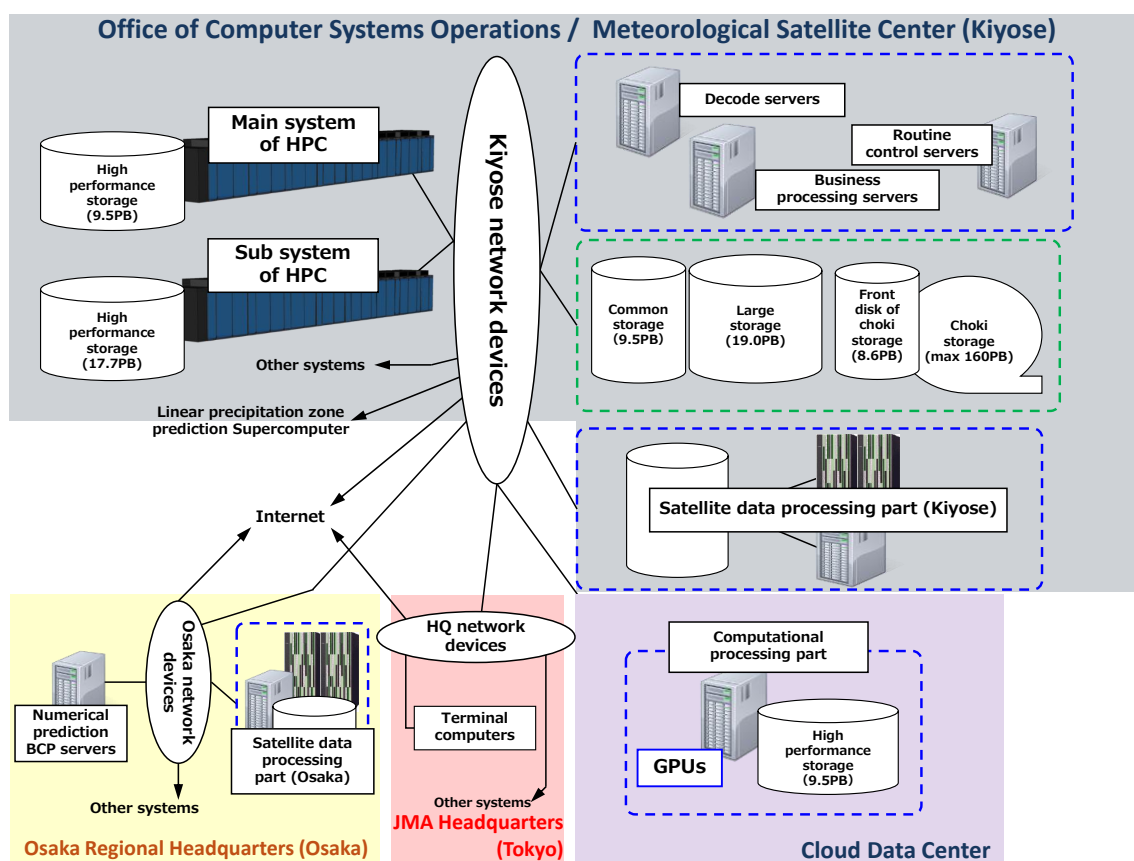 Office of Computer Systems Operations / Meteorological Satellite Center (Kiyose)
Main system
of HPC
High
performance
storage
(9.5PB)
Sub system
of HPC
High
performance
storage
(17.7PB)
Kiyose network devices
Decode servers
Routine
control servers
Business
processing servers
Common
storage
(9.5PB)
Large
storage
(19.0PB)
Front
disk of
choki
storage
(8.6PB)
Choki
storage
(max 160PB)
Other systems
Linear precipitation zone
prediction Supercomputer
Satellite data processing part (Kiyose)
Internet
Osaka network
devices
Numerical
prediction
BCP servers
Satellite data
processing
part (Osaka)
Other systems
Osaka Regional Headquarters (Osaka)
HQ network
devices
Terminal
computers
Other systems
JMA Headquarters
(Tokyo)
Computational
processing part
GPUs
High
performance
storage
(9.5PB)
Cloud Data Center